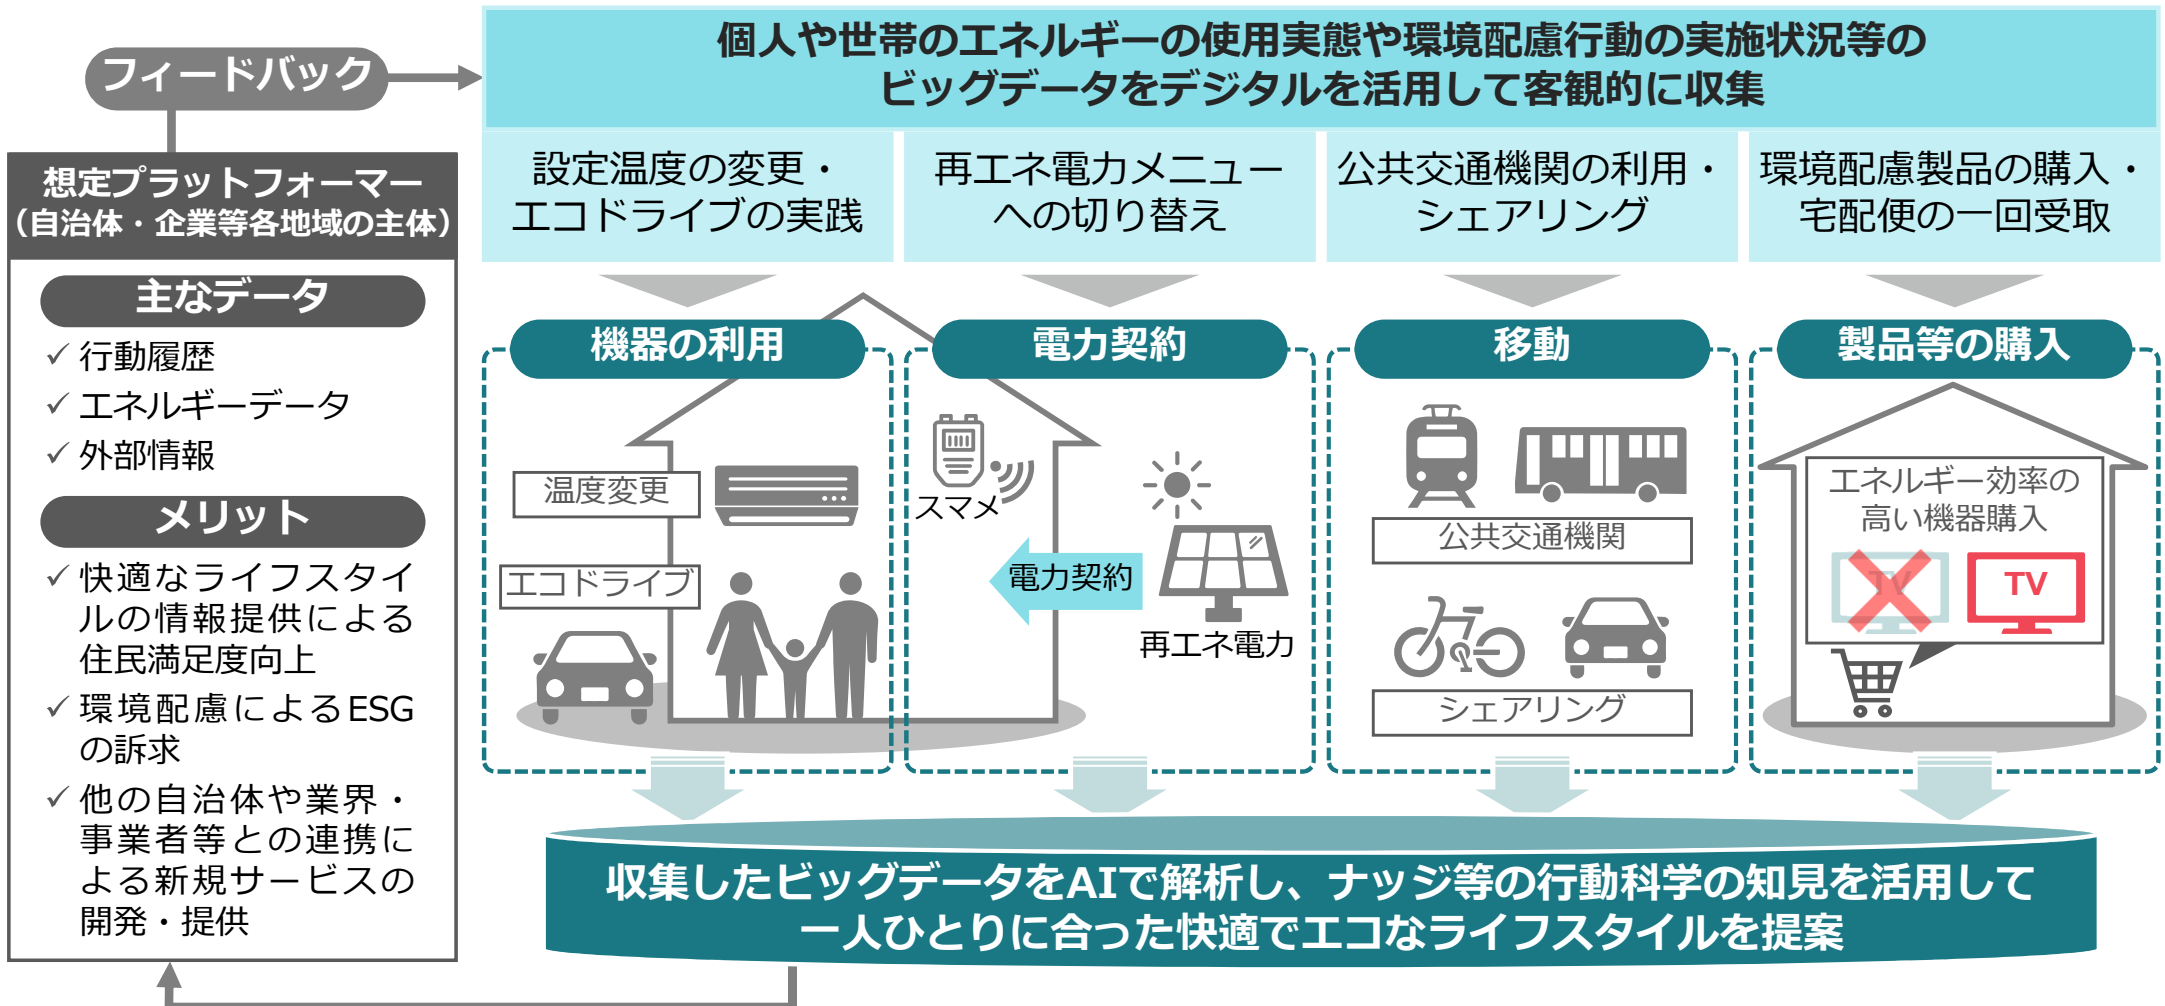 個人や世帯のエネルギーの使用実態や環境配慮行動の実施状況等の
ビッグデータをデジタルを活用して客観的に収集
フィードバック
想定プラットフォーマー
（自治体・企業等各地域の主体）
主なデータ
✓ 行動履歴
✓ エネルギーデータ
✓ 外部情報
メリット
✓ 快適なライフスタイ
ルの情報提供による
住民満足度向上
✓ 環境配慮によるESG
の訴求
✓ 他の自治体や業界・
事業者等との連携に
よる新規サービスの
開発・提供
設定温度の変更・
エコドライブの実践
再エネ電力メニュー
への切り替え
公共交通機関の利用・
シェアリング
環境配慮製品の購入・
宅配便の一回受取
機器の利用
温度変更
エコドライブ
電力契約
スマメ
電力契約
再エネ電力
移動
公共交通機関
シェアリング
製品等の購入
エネルギー効率の
高い機器購入
TV
TV
収集したビッグデータをAIで解析し、ナッジ等の行動科学の知見を活用して
一人ひとりに合った快適でエコなライフスタイルを提案